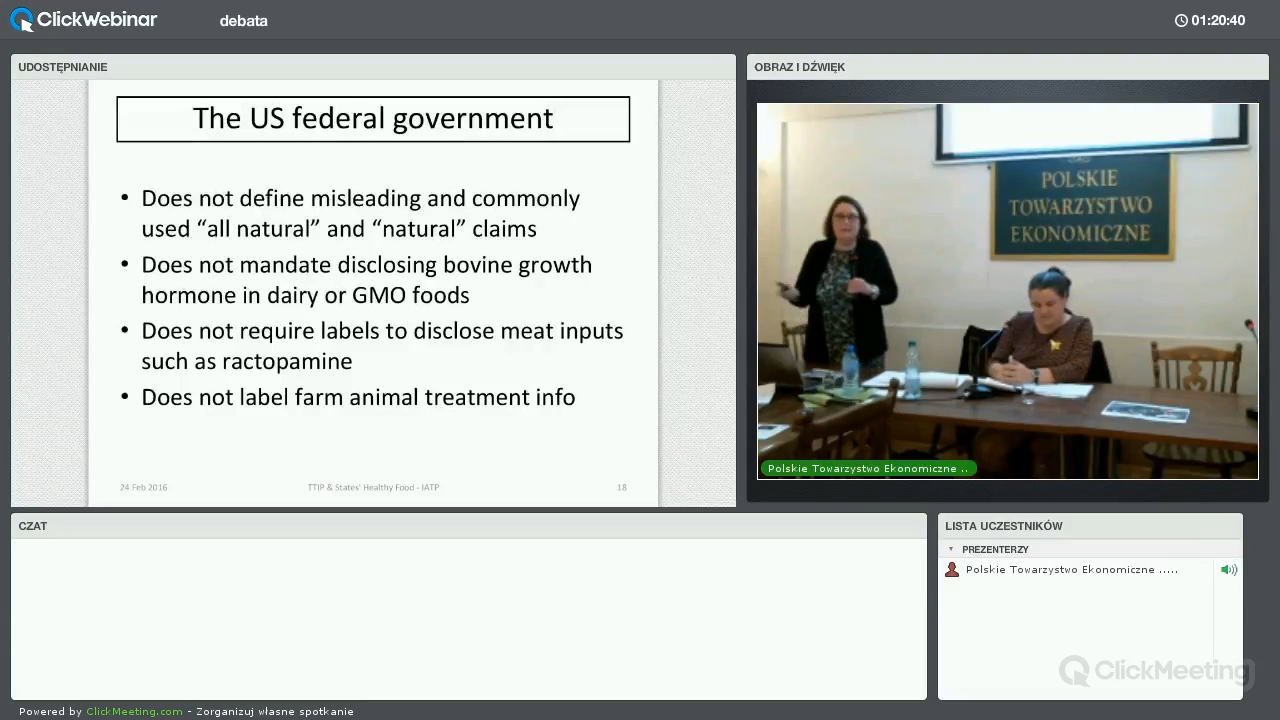 ClickWebinar
debata
01:20:40
UDOSTĘPNIANIE
The US federal government
• Does not define misleading and commonly
used “all natural” and “natural” claims
• Does not mandate disclosing bovine growth
hormone in dairy or GMO foods
• Does not require labels to disclose meat inputs
such as ractopamine
• Does not label farm animal treatment info
24 Feb 2016
TTIP & States' Healthy Food - IATP
18
OBRAZ I DŹWIĘK
POLSKIE
TOWARZYSTWO
EKONOMICZNE
Polskie Towarzystwo Ekonomiczne ..
CZAT
LISTA UCZESTNIKÓW
PREZENTERZY
Polskie Towarzystwo Ekonomiczne .....
ClickMeeting
Powered by ClickMeeting.com - Zorganizuj własne spotkanie